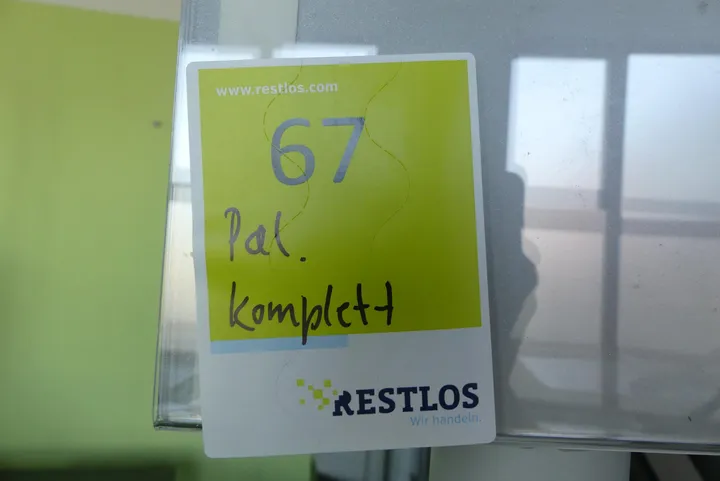 www.restlos.com
67
Pal.
komplett
RESTLOS
Wir handeln.